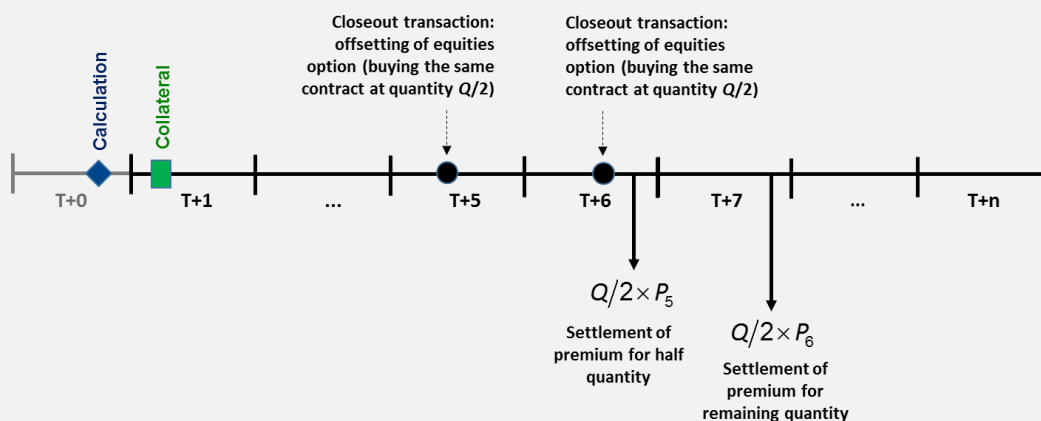 Calculation
Collateral
Closeout transaction:
offsetting of equities
option (buying the same
contract at quantity Q/2)
Closeout transaction:
offsetting of equities
option (buying the same
contract at quantity Q/2)
T+0
T+1
...
T+5
T+6
T+7
...
T+n
Q/2×P₅
Settlement of
premium for half
quantity
Q/2×P₆
Settlement of
premium for
remaining quantity